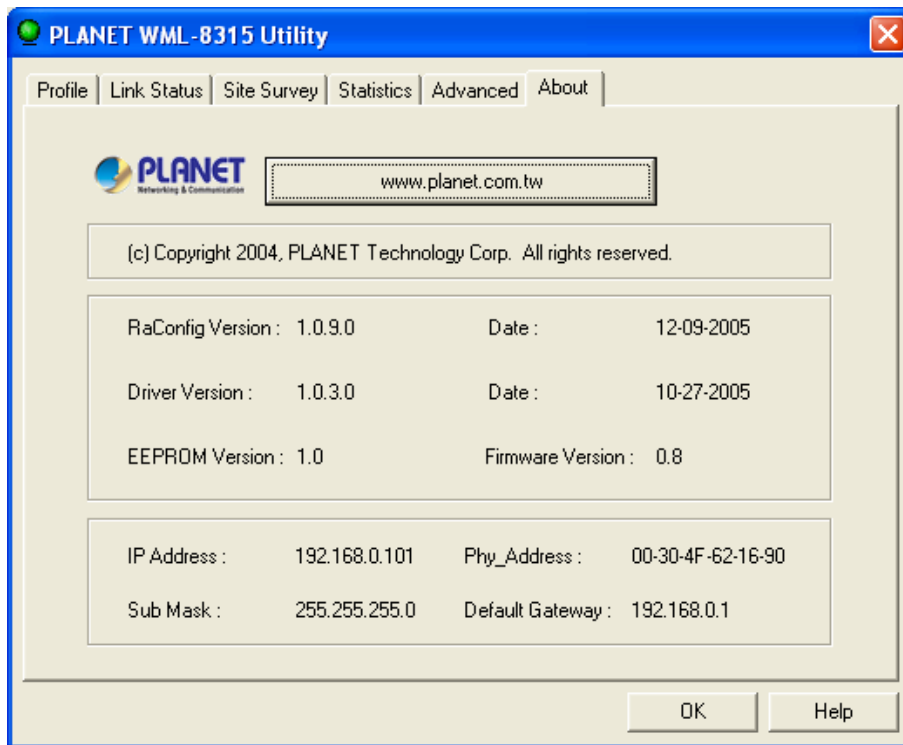 PLANET WML-8315 Utility
Profile Link Status Site Survey Statistics Advanced About
PLANET
Networking & Communication
www.planet.com.tw
(c) Copyright 2004, PLANET Technology Corp. All rights reserved.
RaConfig Version : 1.0.9.0 Date : 12-09-2005
Driver Version : 1.0.3.0 Date : 10-27-2005
EEPROM Version : 1.0 Firmware Version : 0.8
IP Address : 192.168.0.101 Phy_Address : 00-30-4F-62-16-90
Sub Mask : 255.255.255.0 Default Gateway : 192.168.0.1
OK Help